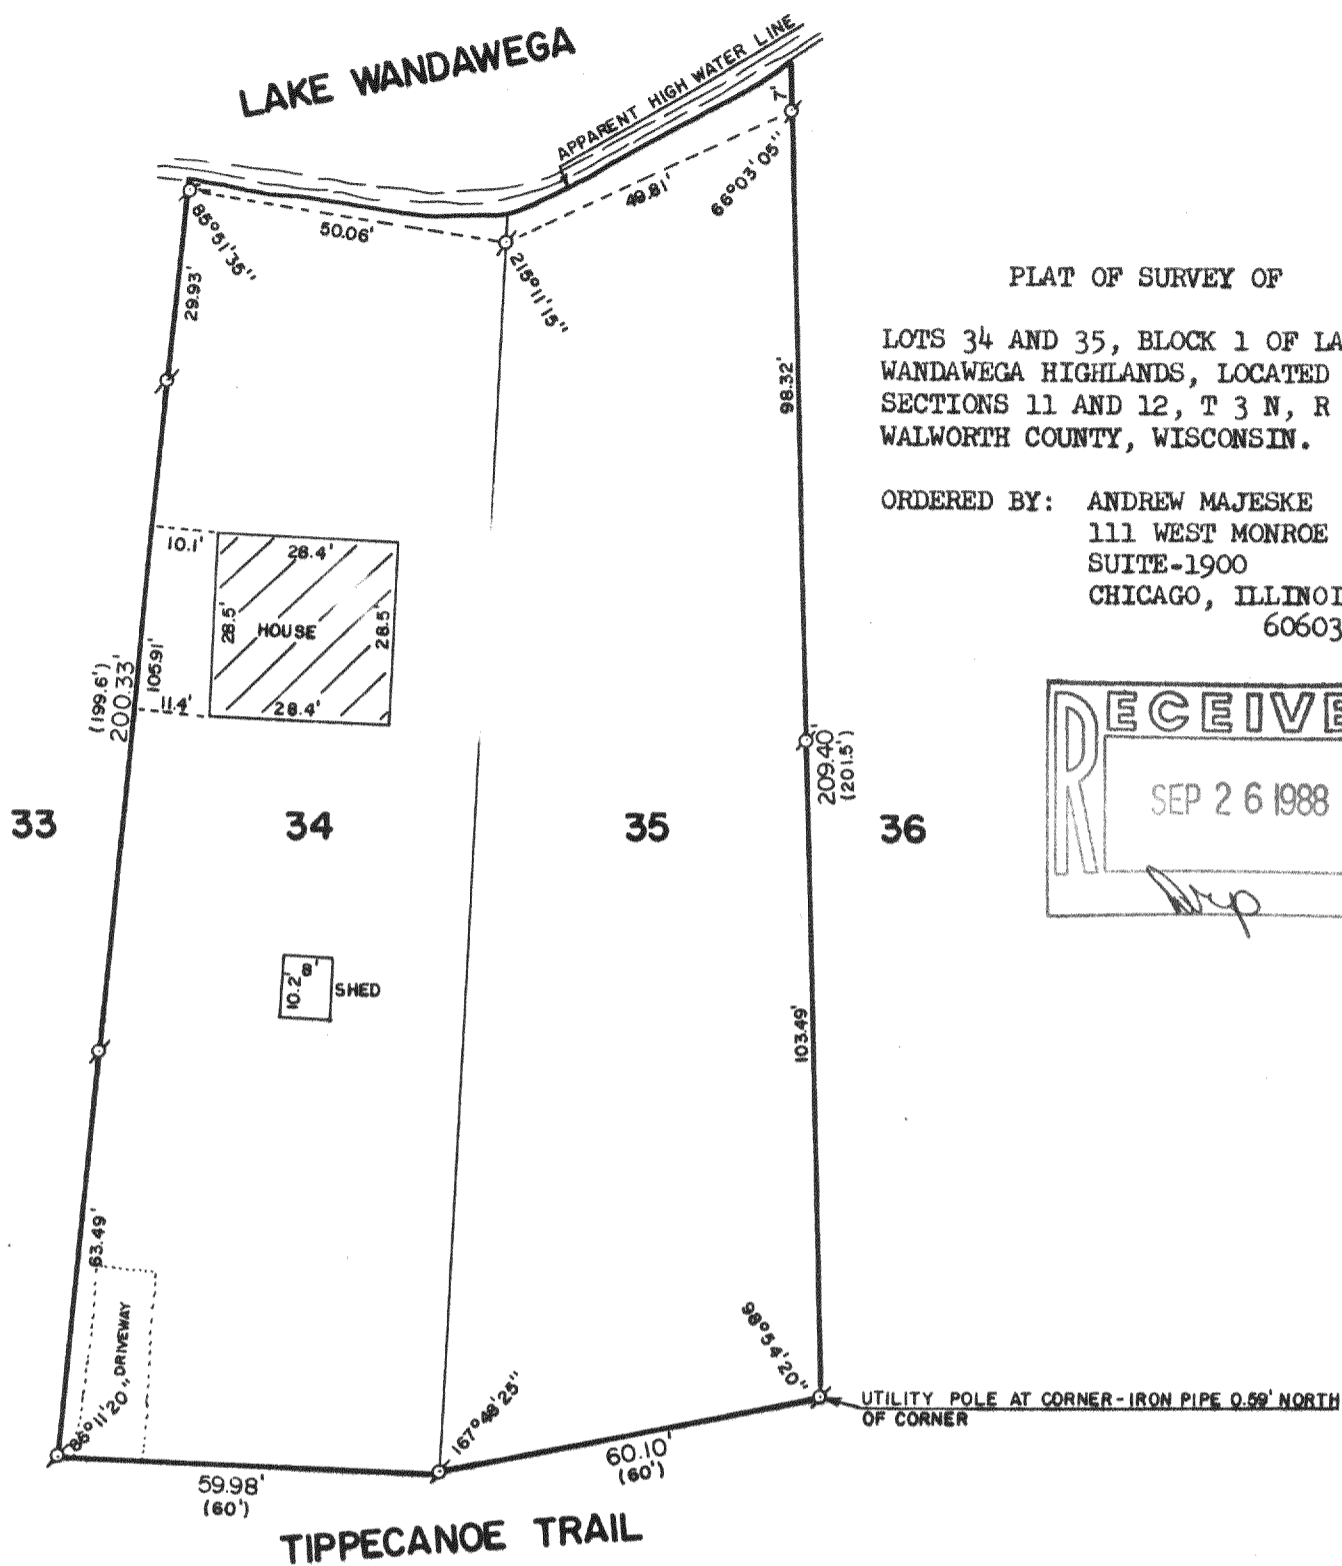 LAKE WANDAWEGA
APPARENT HIGH WATER LINE
7'
66°03'05"
49.81'
50.06'
85°51'35"
215°11'15"
29.93'
98.32'
PLAT OF SURVEY OF
LOTS 34 AND 35, BLOCK 1 OF LA
WANDAWEGA HIGHLANDS, LOCATED
SECTIONS 11 AND 12, T 3 N, R
WALWORTH COUNTY, WISCONSIN.
ORDERED BY: ANDREW MAJESKE
111 WEST MONROE
SUITE-1900
CHICAGO, ILLINOI
60603
10.1'
28.4'
28.5'
HOUSE
28.5'
105.91'
11.4'
28.4'
(199.6')
200.33'
209.40'
(201.5')
RECEIVE
SEP 26 1988
33
34
35
36
10.2'
8'
SHED
103.49'
63.49'
DRIVEWAY
86°11'20"
167°48'25"
98°54'20"
UTILITY POLE AT CORNER-IRON PIPE 0.59' NORTH
OF CORNER
59.98'
(60')
60.10'
(60')
TIPPECANOE TRAIL